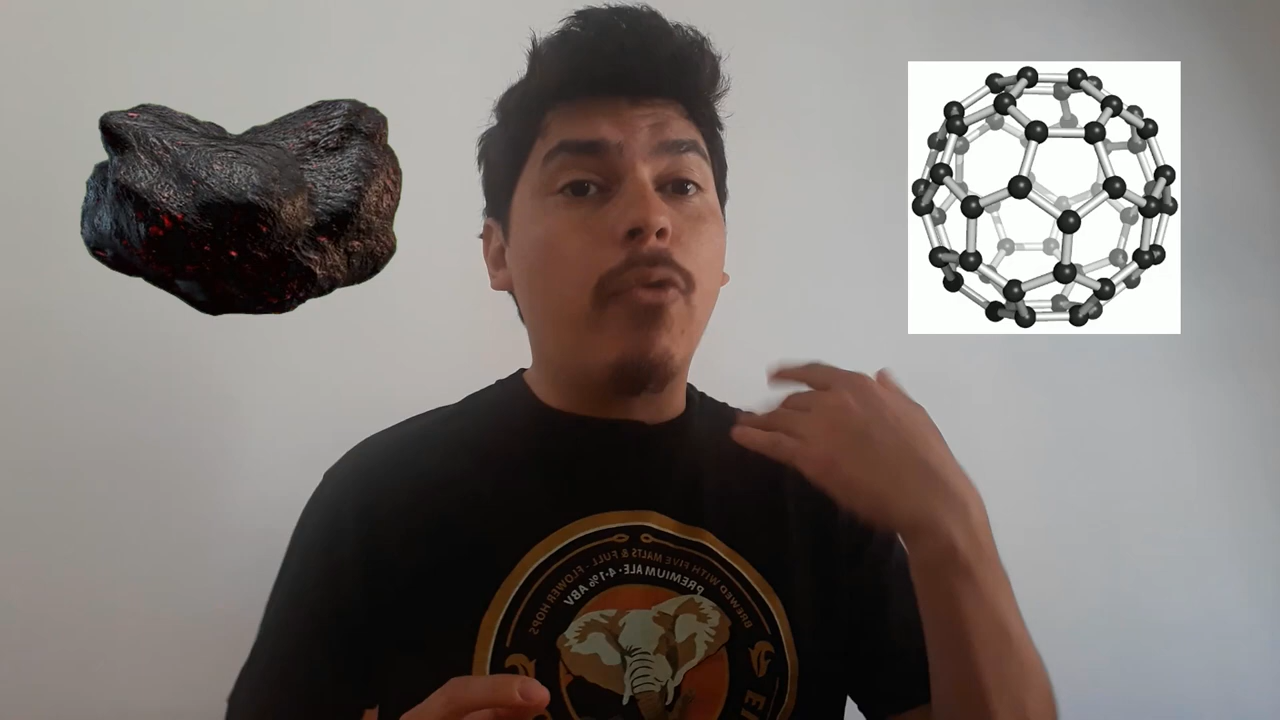 BREWED WITH FIVE MALTS & FULL - FLOWER HOPS
PREMIUM ALE · 4·1% ABV